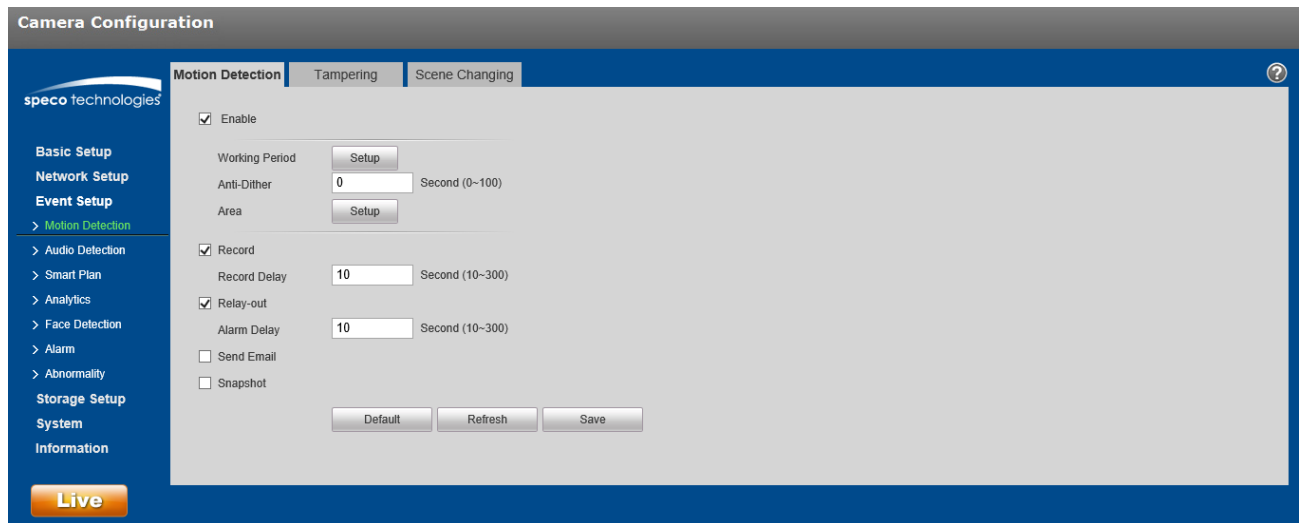 Camera Configuration
speco technologies
Basic Setup
Network Setup
Event Setup
> Motion Detection
> Audio Detection
> Smart Plan
> Analytics
> Face Detection
> Alarm
> Abnormality
Storage Setup
System
Information
Live
Motion Detection Tampering Scene Changing ?
Enable
Working Period Setup
Anti-Dither 0 Second (0~100)
Area Setup
Record
Record Delay 10 Second (10~300)
Relay-out
Alarm Delay 10 Second (10~300)
Send Email
Snapshot
Default Refresh Save